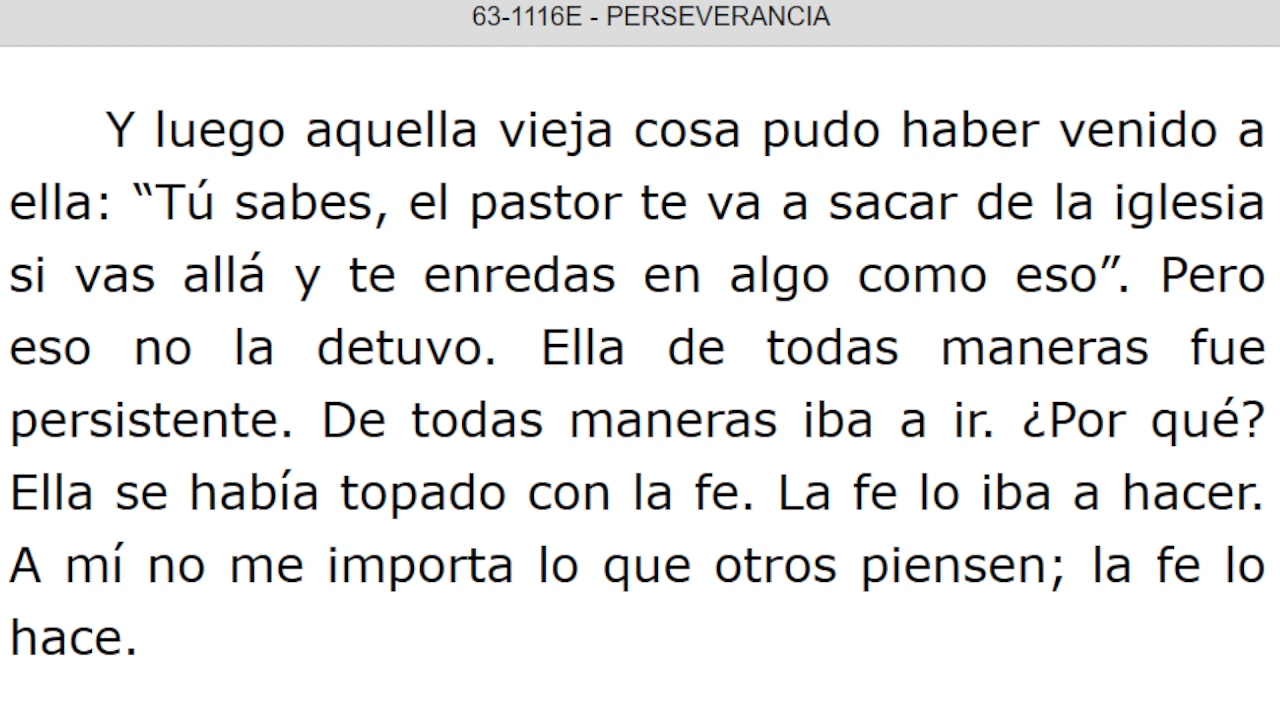 63-1116E - PERSEVERANCIA
Y luego aquella vieja cosa pudo haber venido a
ella: “Tú sabes, el pastor te va a sacar de la iglesia
si vas allá y te enredas en algo como eso”. Pero
eso no la detuvo. Ella de todas maneras fue
persistente. De todas maneras iba a ir. ¿Por qué?
Ella se había topado con la fe. La fe lo iba a hacer.
A mí no me importa lo que otros piensen; la fe lo
hace.